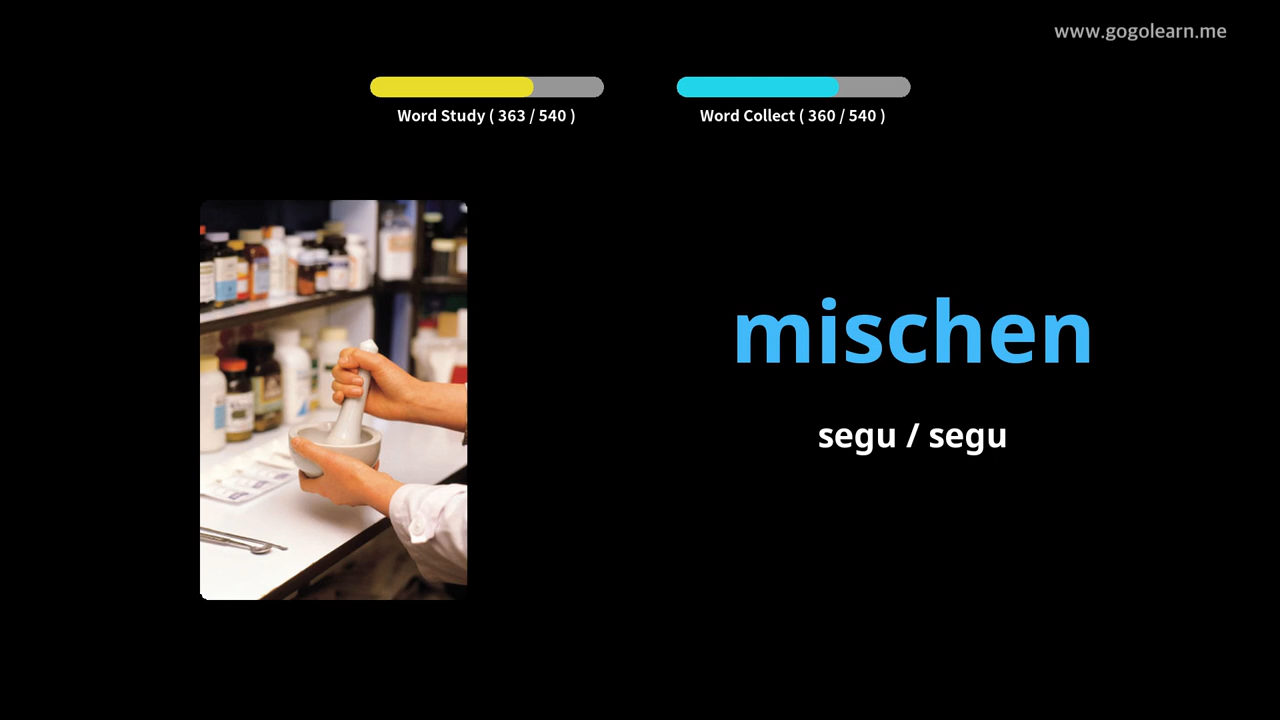 www.gogolearn.me
Word Study ( 363 / 540 )
Word Collect ( 360 / 540 )
mischen
segu / segu